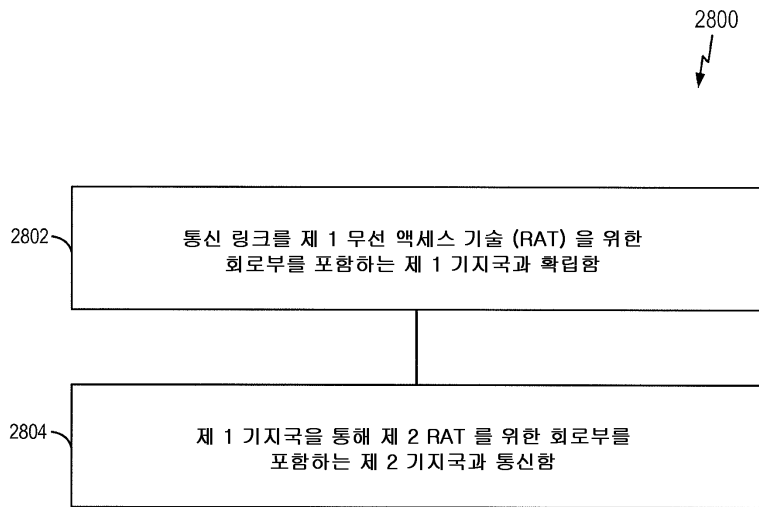 2800
2802
통신 링크를 제 1 무선 액세스 기술 (RAT) 을 위한
회로부를 포함하는 제 1 기지국과 확립함
2804
제 1 기지국을 통해 제 2 RAT 를 위한 회로부를
포함하는 제 2 기지국과 통신함